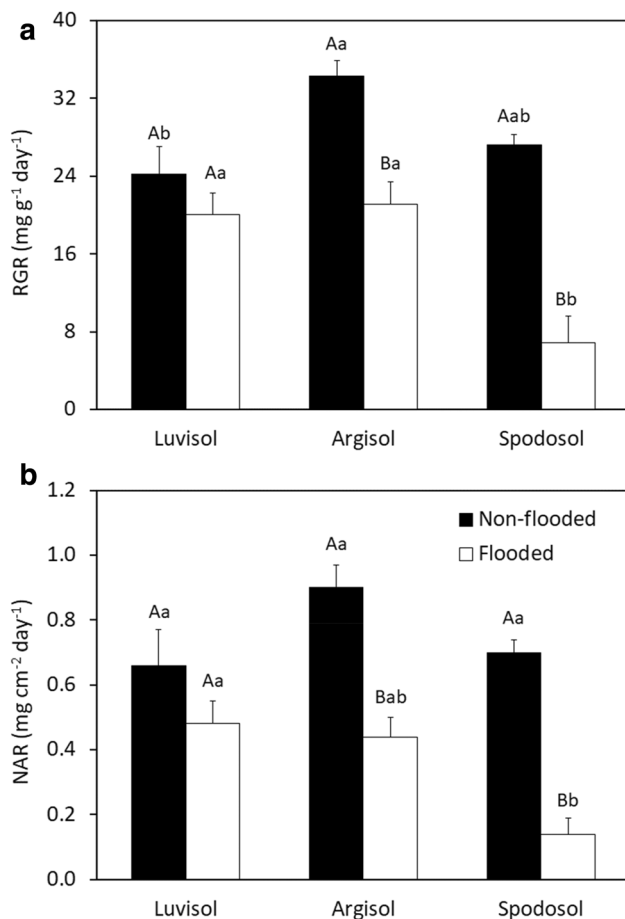 a
RGR (mg g⁻¹ day⁻¹)
40
32
24
16
8
0
Ab
Aa
Aa
Ba
Aab
Bb
Luvisol Argisol Spodosol
b
NAR (mg cm⁻² day⁻¹)
1.2
1.0
0.8
0.6
0.4
0.2
0.0
Non-flooded
Flooded
Aa
Aa
Aa
Bab
Aa
Bb
Luvisol Argisol Spodosol